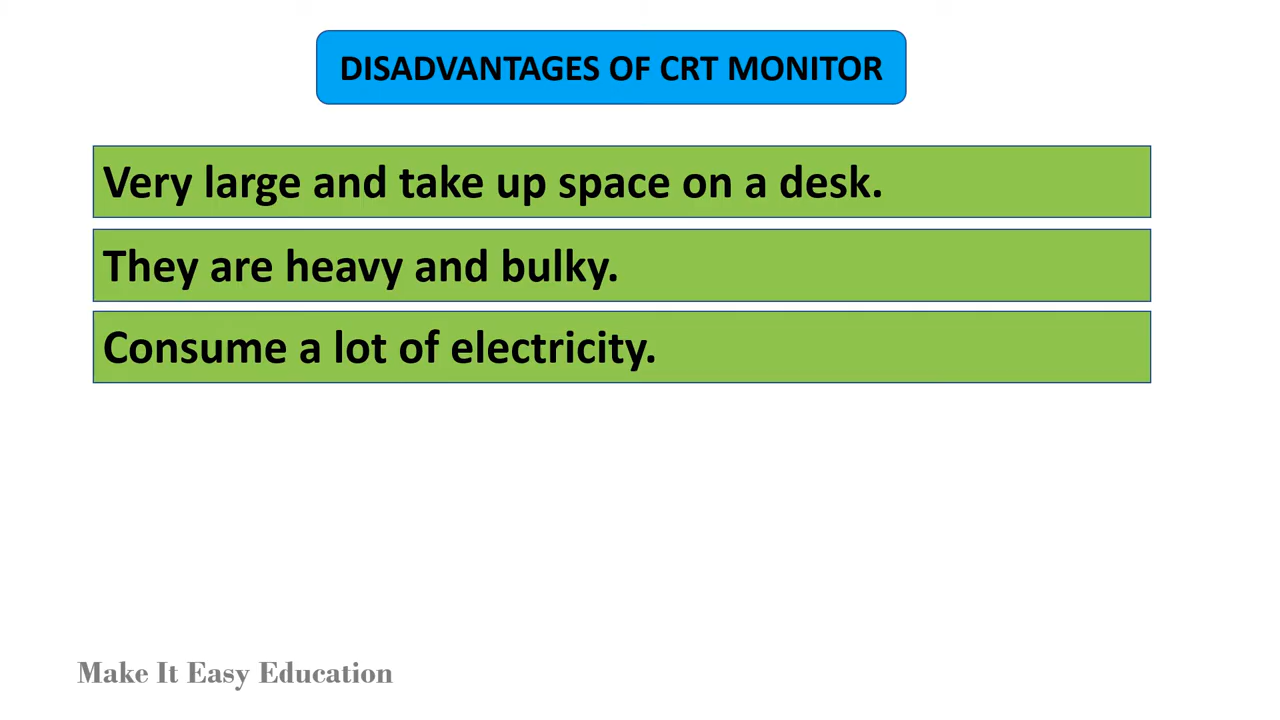 DISADVANTAGES OF CRT MONITOR
Very large and take up space on a desk.
They are heavy and bulky.
Consume a lot of electricity.
Make It Easy Education